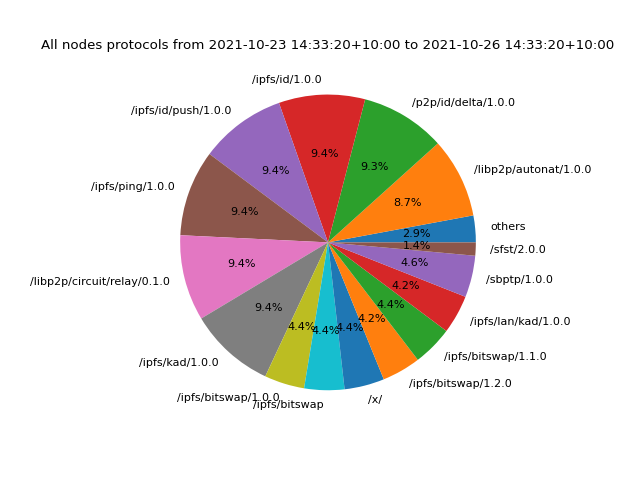 All nodes protocols from 2021-10-23 14:33:20+10:00 to 2021-10-26 14:33:20+10:00
/ipfs/id/1.0.0
/p2p/id/delta/1.0.0
/ipfs/id/push/1.0.0
9.4%
9.3%
9.4%
/libp2p/autonat/1.0.0
/ipfs/ping/1.0.0
8.7%
9.4%
others
2.9%
1.4%
/sfst/2.0.0
9.4%
4.6%
/libp2p/circuit/relay/0.1.0
/sbptp/1.0.0
4.2%
9.4%
4.4%
4.2%
/ipfs/lan/kad/1.0.0
4.4%
4.4%
4.4%
/ipfs/kad/1.0.0
/ipfs/bitswap/1.1.0
/ipfs/bitswap/1.2.0
/ipfs/bitswap/1.0.0
/ipfs/bitswap
/x/